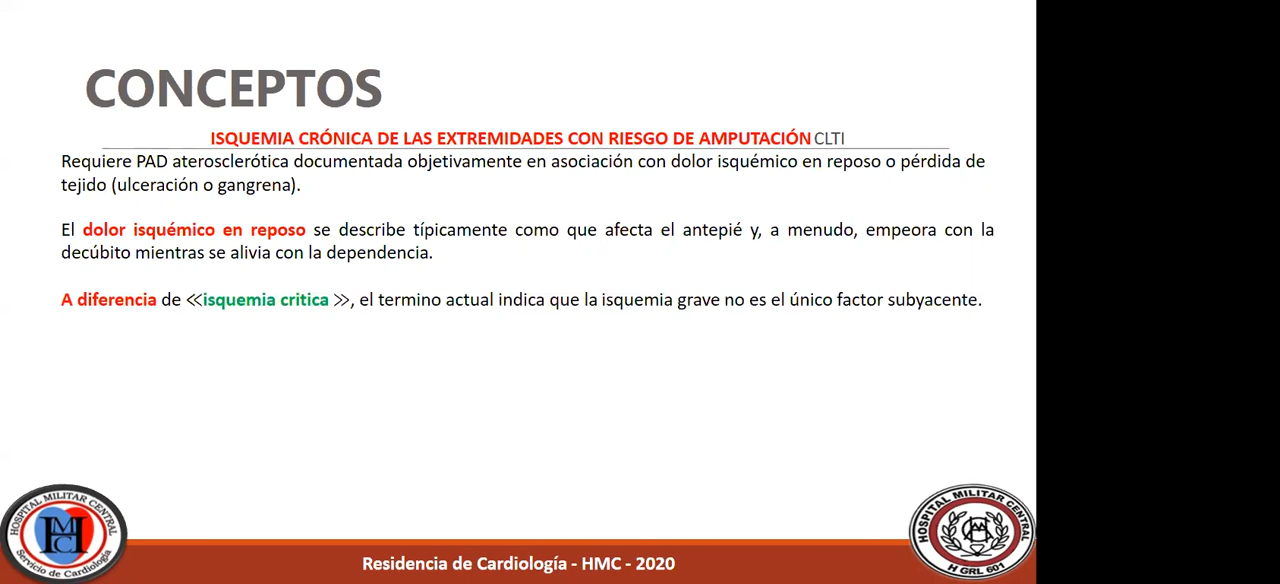 CONCEPTOS
ISQUEMIA CRÓNICA DE LAS EXTREMIDADES CON RIESGO DE AMPUTACIÓN CLTI
Requiere PAD aterosclerótica documentada objetivamente en asociación con dolor isquémico en reposo o pérdida de
tejido (ulceración o gangrena).
El dolor isquémico en reposo se describe típicamente como que afecta el antepié y, a menudo, empeora con la
decúbito mientras se alivia con la dependencia.
A diferencia de «isquemia critica », el termino actual indica que la isquemia grave no es el único factor subyacente.
HOSPITAL MILITAR CENTRAL
HMC
Servicio de Cardiología
HOSPITAL MILITAR CENTRAL
H GRL 601
Residencia de Cardiología - HMC - 2020